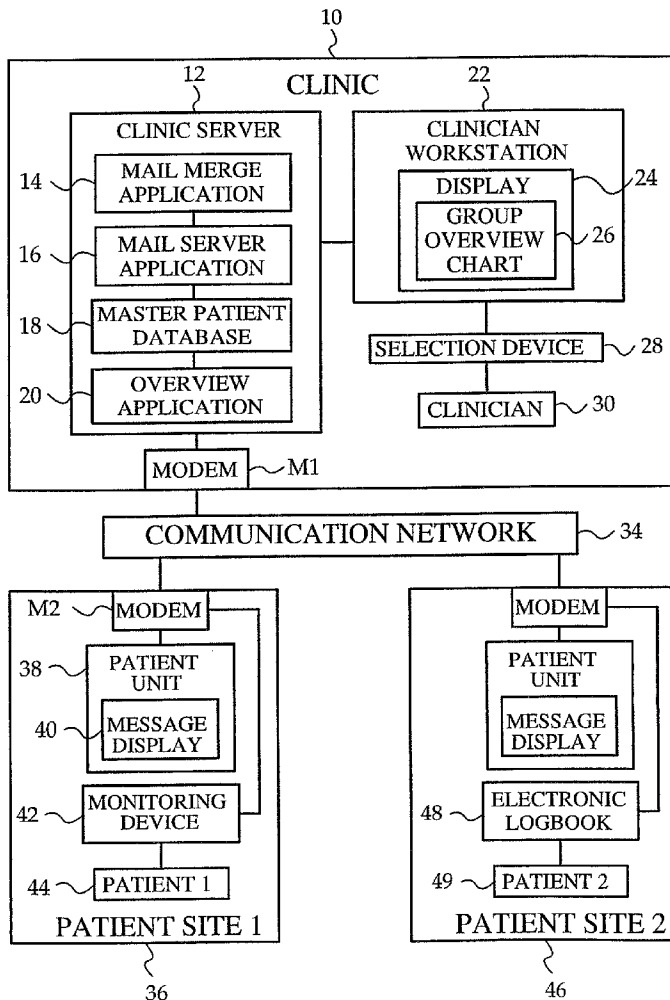 10
CLINIC
12
CLINIC SERVER
14
MAIL MERGE
APPLICATION
16
MAIL SERVER
APPLICATION
18
MASTER PATIENT
DATABASE
20
OVERVIEW
APPLICATION
22
CLINICIAN
WORKSTATION
DISPLAY
24
GROUP
OVERVIEW
CHART
26
SELECTION DEVICE
28
CLINICIAN
30
MODEM
M1
COMMUNICATION NETWORK
34
M2
MODEM
38
PATIENT
UNIT
40
MESSAGE
DISPLAY
42
MONITORING
DEVICE
44
PATIENT 1
PATIENT SITE 1
36
MODEM
PATIENT
UNIT
MESSAGE
DISPLAY
48
ELECTRONIC
LOGBOOK
49
PATIENT 2
PATIENT SITE 2
46